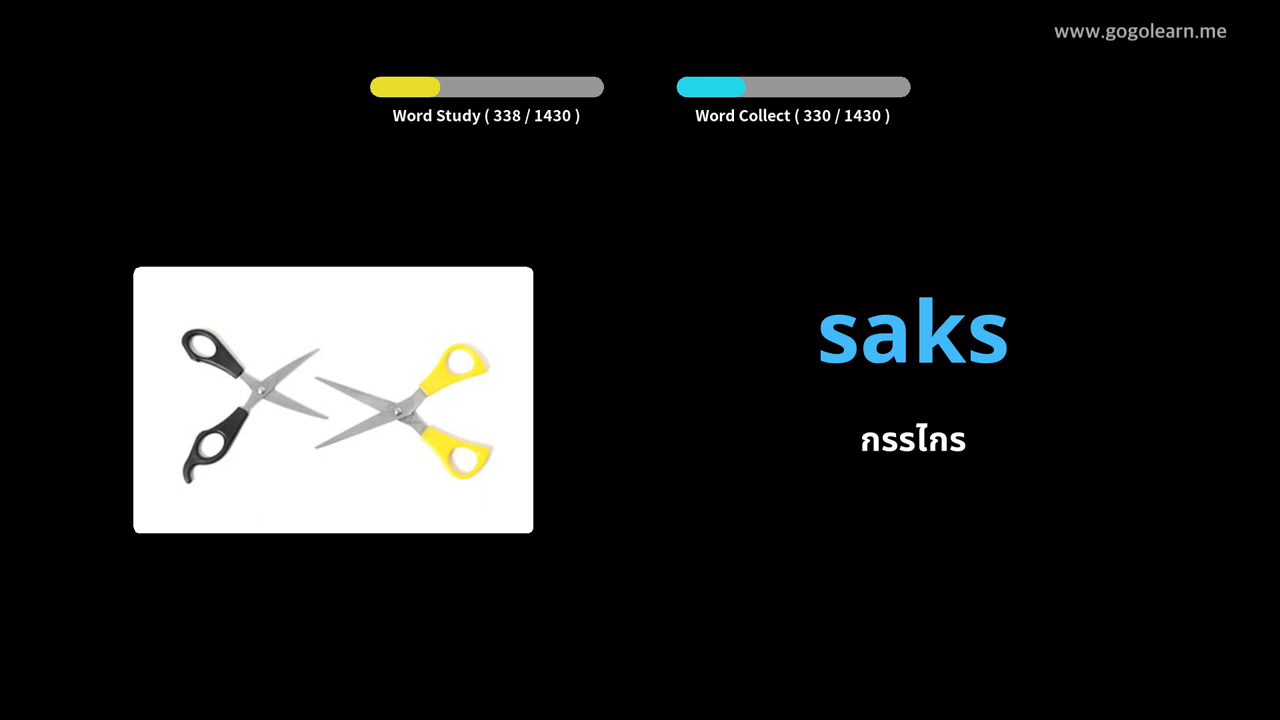 www.gogolearn.me
Word Study ( 338 / 1430 )
Word Collect ( 330 / 1430 )
saks
กรรไกร